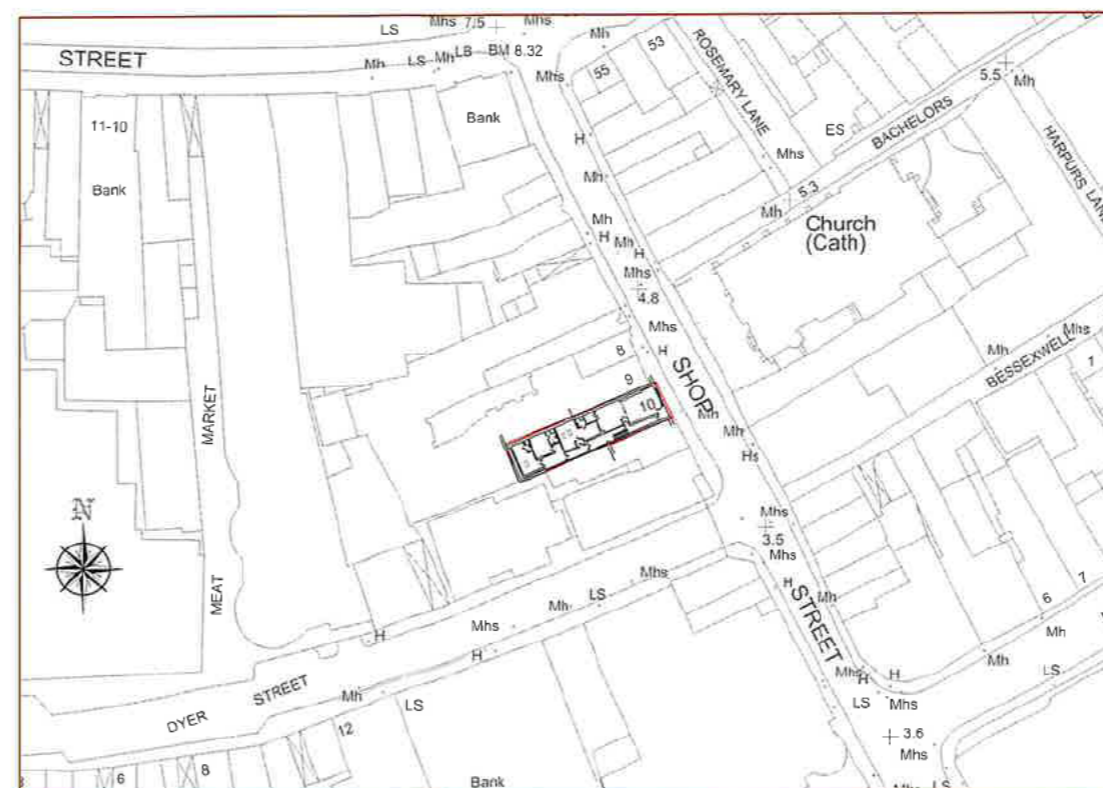 LS
Mhs
7.5
Mhs
STREET
Mh
LS
Mh
LB
BM 8.32
Mhs
Mh
55
53
ROSEMARY LANE
5.5
Mh
11-10
Bank
Bank
H
Mh
ES
BACHELORS
HARPURS LANE
Mhs
5.3
Mh
Church
(Cath)
Mh
H
Mh
H
Mhs
4.8
Mhs
H
8
9
10
SHOP
Mh
Mh
Hs
Mh
BESSEXWELL
Mhs
1
MEAT MARKET
N
Mhs
3.5
Mhs
H
Mh
STREET
6
7
Mh
Mh
LS
Mhs
Mh
LS
Mhs
H
H
Mh
LS
DYER STREET
Mhs
H
H
LS
Mhs
3.6
Mhs
LS
Mhs
12
8
6
Bank